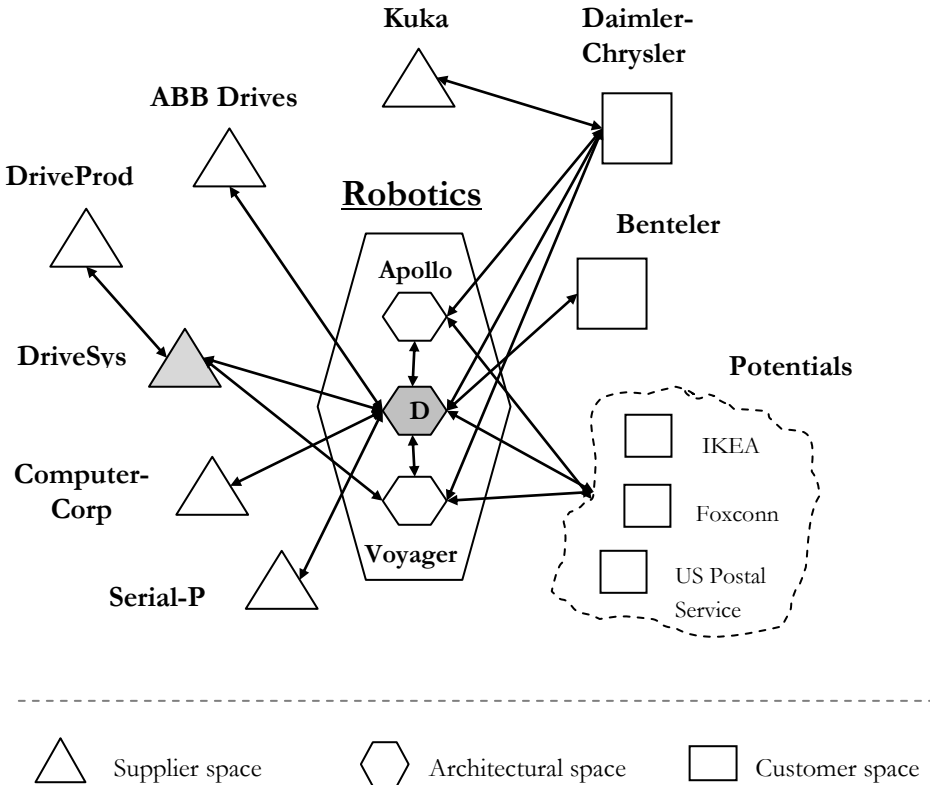 Kuka
Daimler-
Chrysler
ABB Drives
DriveProd
Robotics
Benteler
Apollo
DriveSys
Potentials
D
IKEA
Computer-
Corp
Foxconn
Voyager
US Postal
Service
Serial-P
Supplier space
Architectural space
Customer space